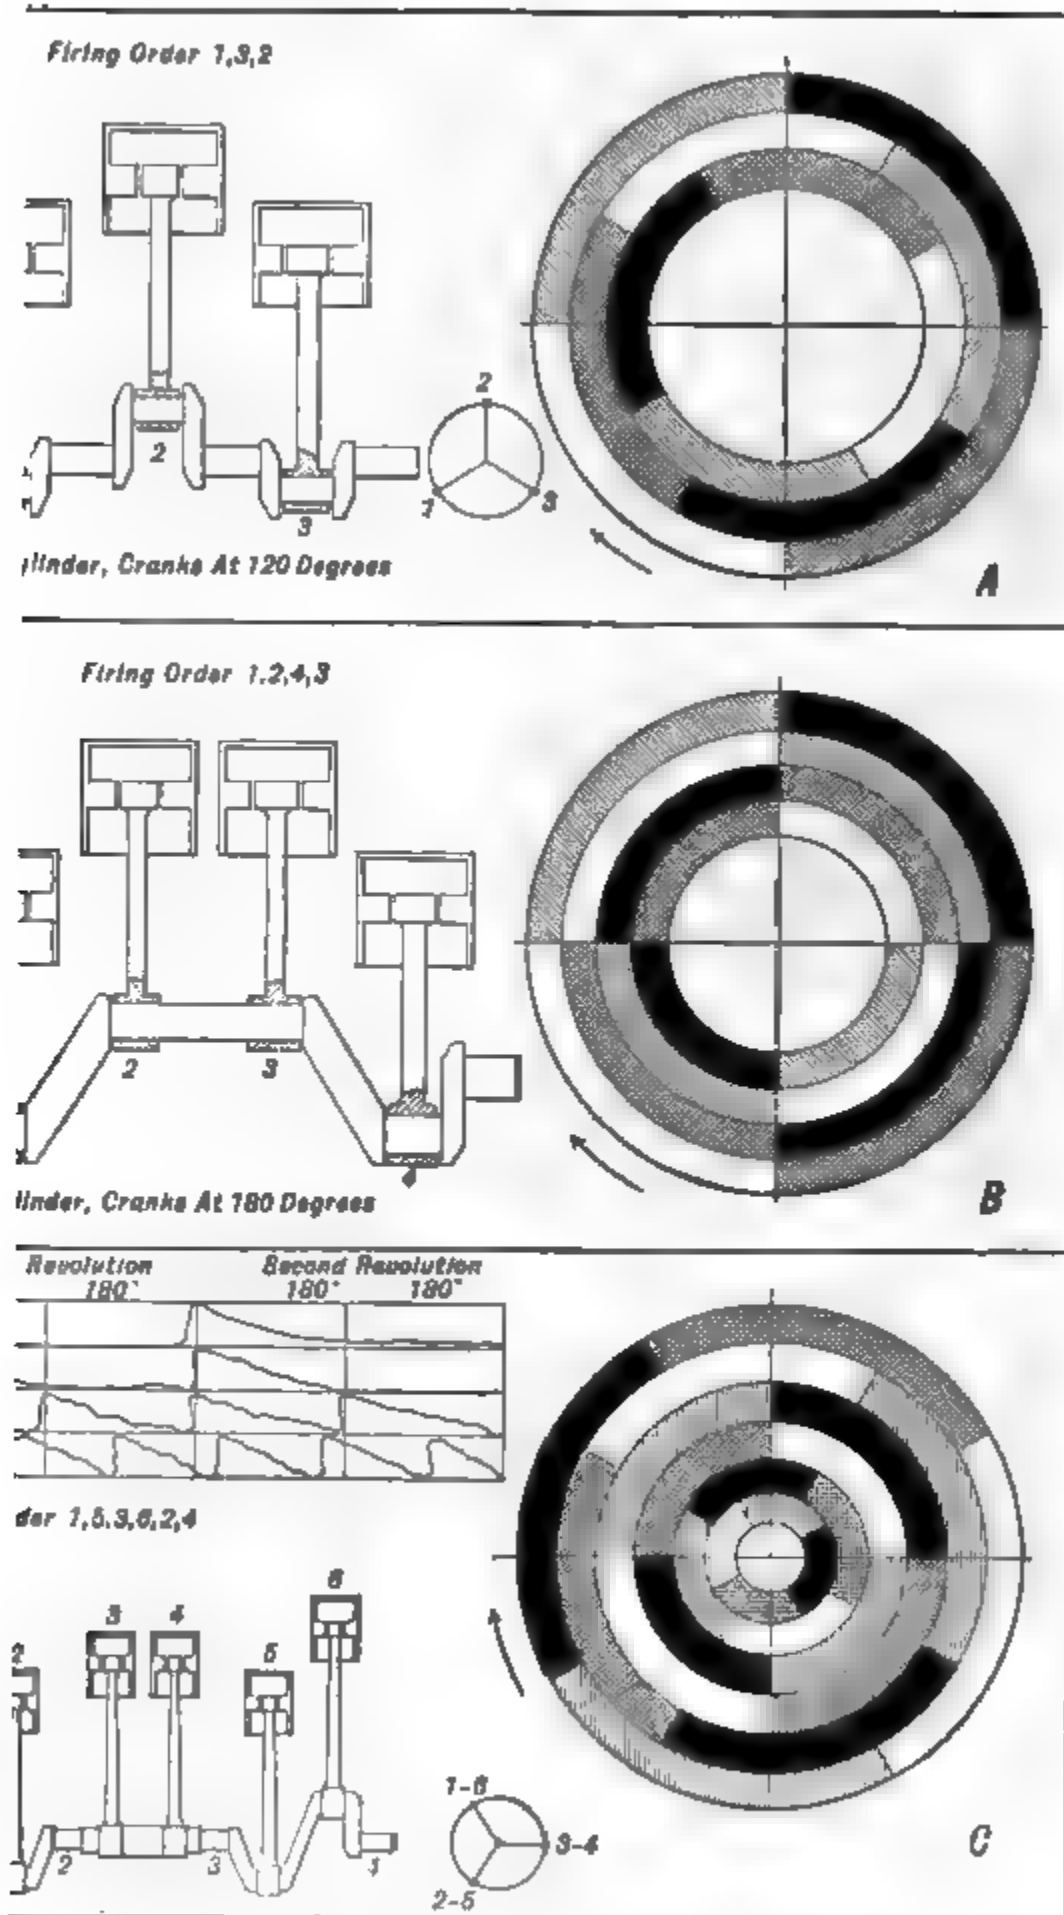 Firing Order 1,3,2
2
3
2
1
3
ylinder, Cranks At 120 Degrees
A
Firing Order 1.2,4,3
2
3
4
linder, Cranks At 180 Degrees
B
Revolution
Second Revolution
180°
180°
180°
der 1,5,3,6,2,4
6
3
4
2
5
1-6
3-4
2-5
2
3
1
C